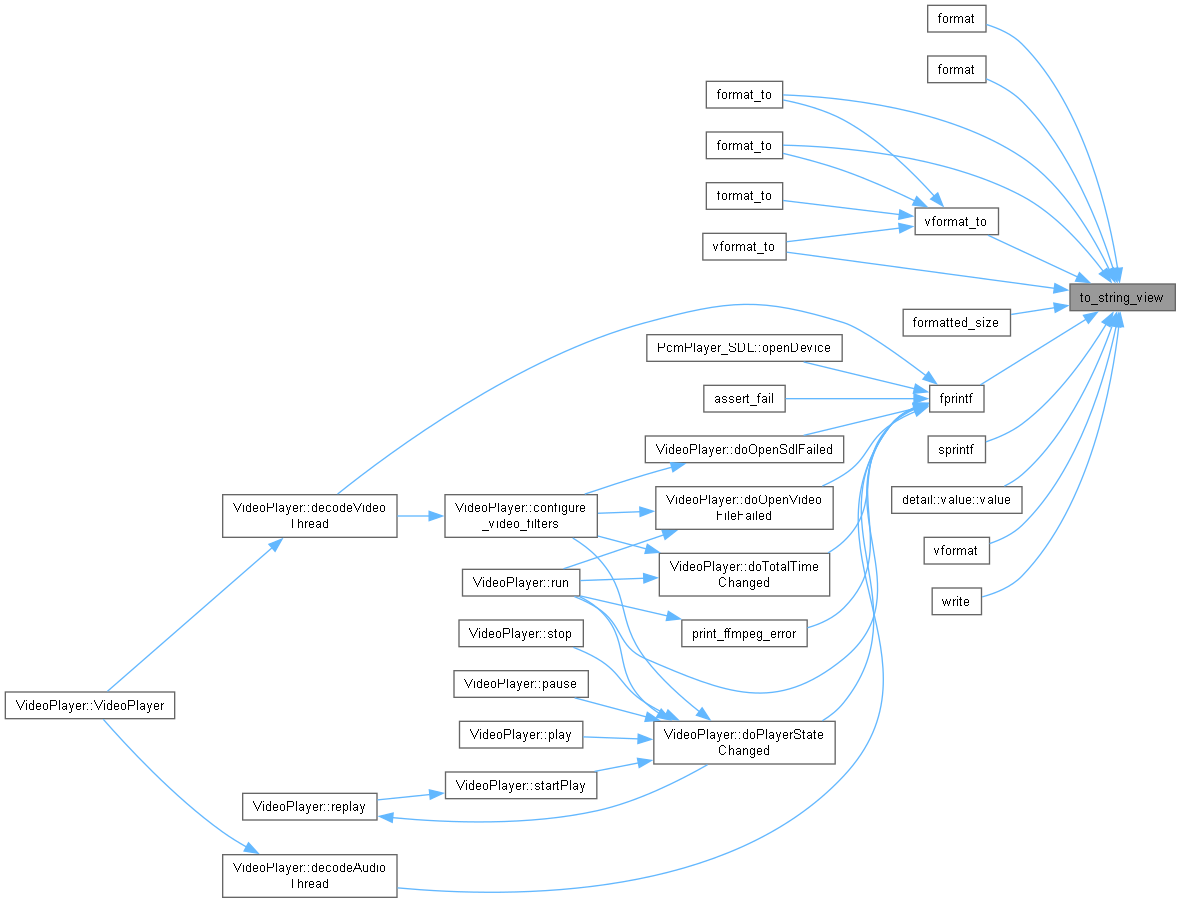 format
format
format_to
format_to
format_to
vformat_to
vformat_to
to_string_view
formatted_size
PcmPlayer_SDL::openDevice
assert_fail
fprintf
VideoPlayer::doOpenSdlFailed
sprintf
VideoPlayer::decodeVideo
Thread
VideoPlayer::configure
_video_filters
VideoPlayer::doOpenVideo
FileFailed
detail::value::value
vformat
VideoPlayer::run
VideoPlayer::doTotalTime
Changed
write
VideoPlayer::stop
print_ffmpeg_error
VideoPlayer::pause
VideoPlayer::VideoPlayer
VideoPlayer::play
VideoPlayer::doPlayerState
Changed
VideoPlayer::startPlay
VideoPlayer::replay
VideoPlayer::decodeAudio
Thread